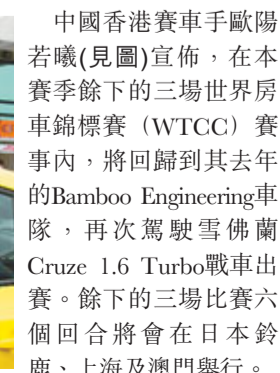 中國香港賽車手歐陽
若曦(見圖)宣佈，在本
賽季餘下的三場世界房
車錦標賽（WTCC）賽
事內，將回歸到其去年
的Bamboo Engineering車
隊，再次駕駛雪佛蘭
Cruze 1.6 Turbo戰車出
賽。餘下的三場比賽六
個回合將會在日本鈴
鹿、上海及澳門舉行。